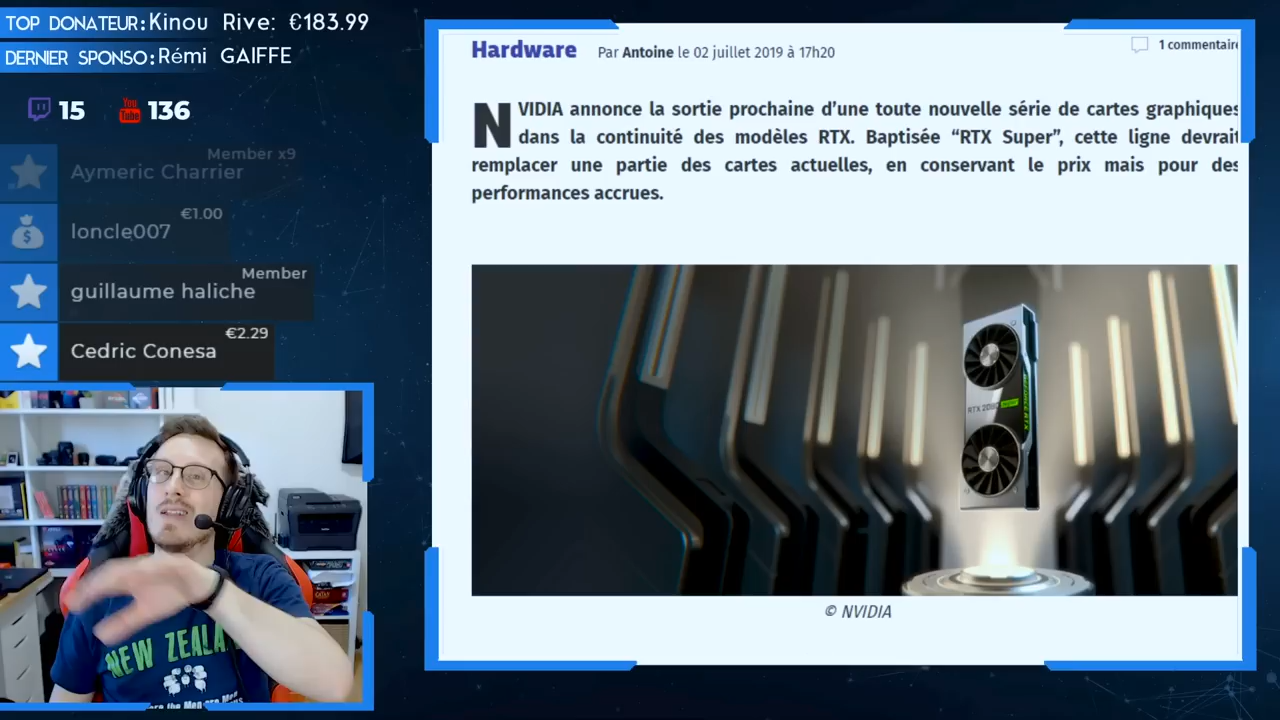 TOP DONATEUR: Kinou Rive: €183.99
DERNIER SPONSO: Rémi GAIFFE
15
You Tube 136
Member x9
Aymeric Charrier
€1.00
loncle007
Member
guillaume haliche
€2.29
Cedric Conesa
Hardware Par Antoine le 02 juillet 2019 à 17h20
1 commentaire
NVIDIA annonce la sortie prochaine d’une toute nouvelle série de cartes graphiques
dans la continuité des modèles RTX. Baptisée “RTX Super”, cette ligne devrait
remplacer une partie des cartes actuelles, en conservant le prix mais pour des
performances accrues.
© NVIDIA
NEW ZEALA